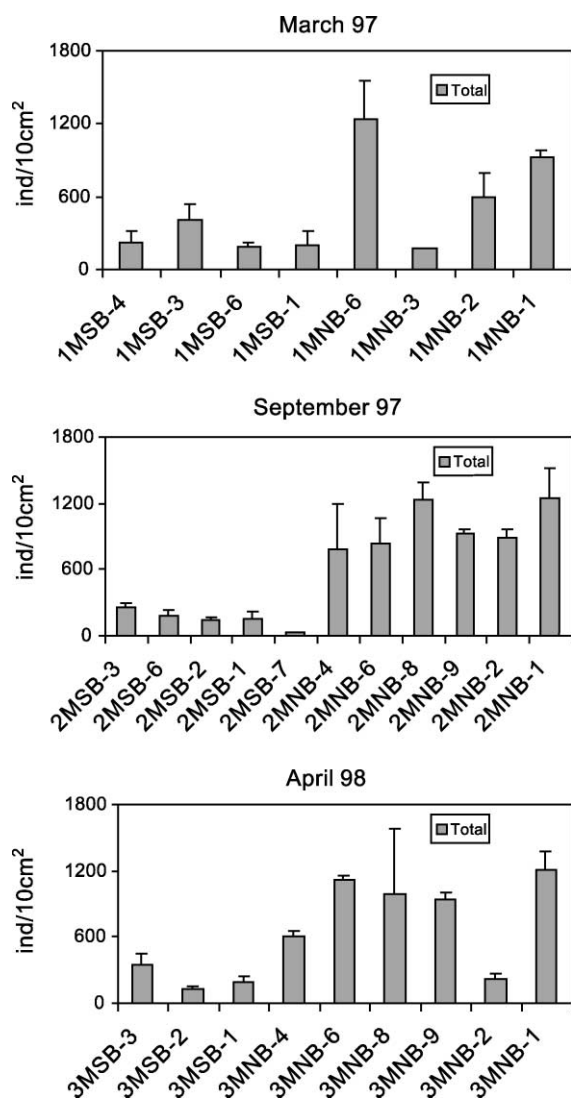 March 97
1800
Total
1200
ind/10cm²
600
0
1MSB-4
1MSB-3
1MSB-6
1MSB-1
1MNB-6
1MNB-3
1MNB-2
1MNB-1
September 97
1800
Total
1200
ind/10cm²
600
0
2MSB-3
2MSB-6
2MSB-2
2MSB-1
2MSB-7
2MNB-4
2MNB-6
2MNB-8
2MNB-9
2MNB-2
2MNB-1
April 98
1800
Total
1200
ind/10cm²
600
0
3MSB-3
3MSB-2
3MSB-1
3MNB-4
3MNB-6
3MNB-8
3MNB-9
3MNB-2
3MNB-1